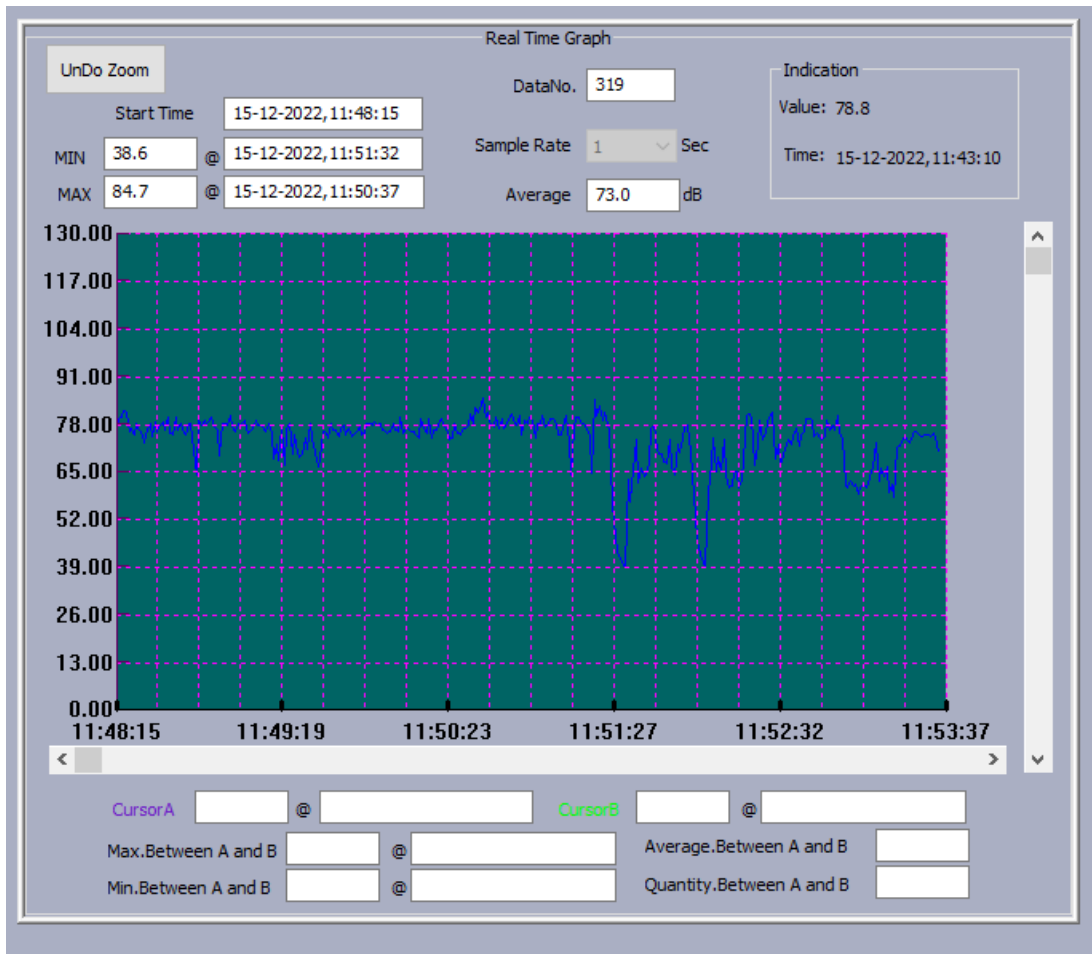 Real Time Graph
UnDo Zoom
DataNo. 319
Indication
Value: 78.8
Time: 15-12-2022,11:43:10
Start Time 15-12-2022,11:48:15
Sample Rate 1 Sec
MIN 38.6 @ 15-12-2022,11:51:32
MAX 84.7 @ 15-12-2022,11:50:37
Average 73.0 dB
130.00
117.00
104.00
91.00
78.00
65.00
52.00
39.00
26.00
13.00
0.00
11:48:15 11:49:19 11:50:23 11:51:27 11:52:32 11:53:37
CursorA @ CursorB @
Max.Between A and B @ Average.Between A and B
Min.Between A and B @ Quantity.Between A and B